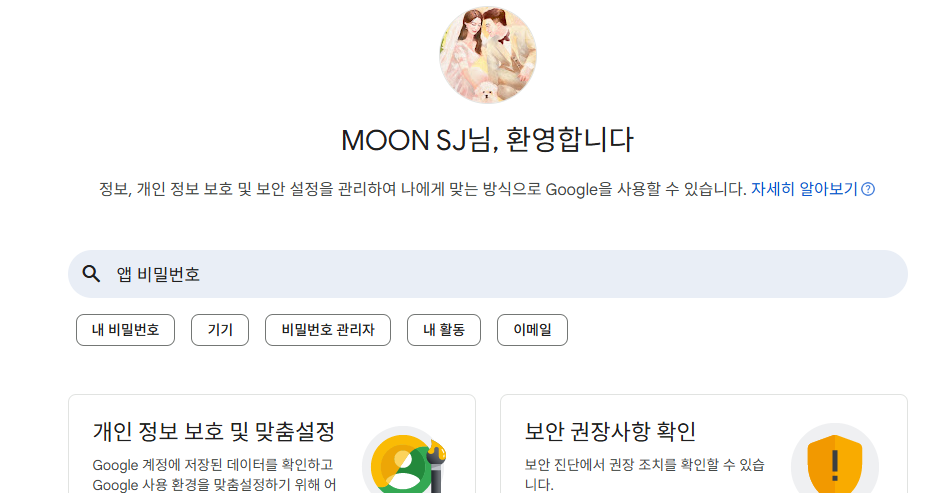 MOON SJ님, 환영합니다
정보, 개인 정보 보호 및 보안 설정을 관리하여 나에게 맞는 방식으로 Google을 사용할 수 있습니다. 자세히 알아보기
앱 비밀번호
내 비밀번호 기기 비밀번호 관리자 내 활동 이메일
개인 정보 보호 및 맞춤설정
Google 계정에 저장된 데이터를 확인하고
Google 사용 환경을 맞춤설정하기 위해 어
보안 권장사항 확인
보안 진단에서 권장 조치를 확인할 수 있습
니다.